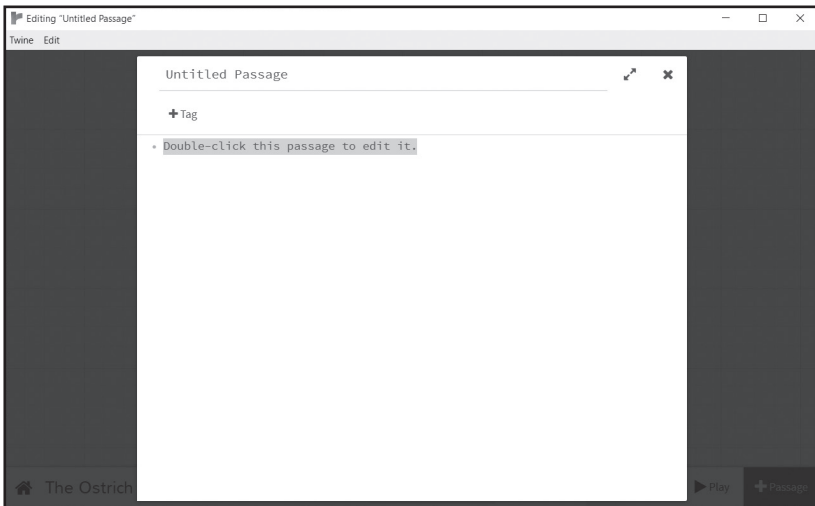 Editing “Untitled Passage”
Twine Edit
Untitled Passage
+ Tag
Double-click this passage to edit it.
The Ostrich
Play
+ Passage